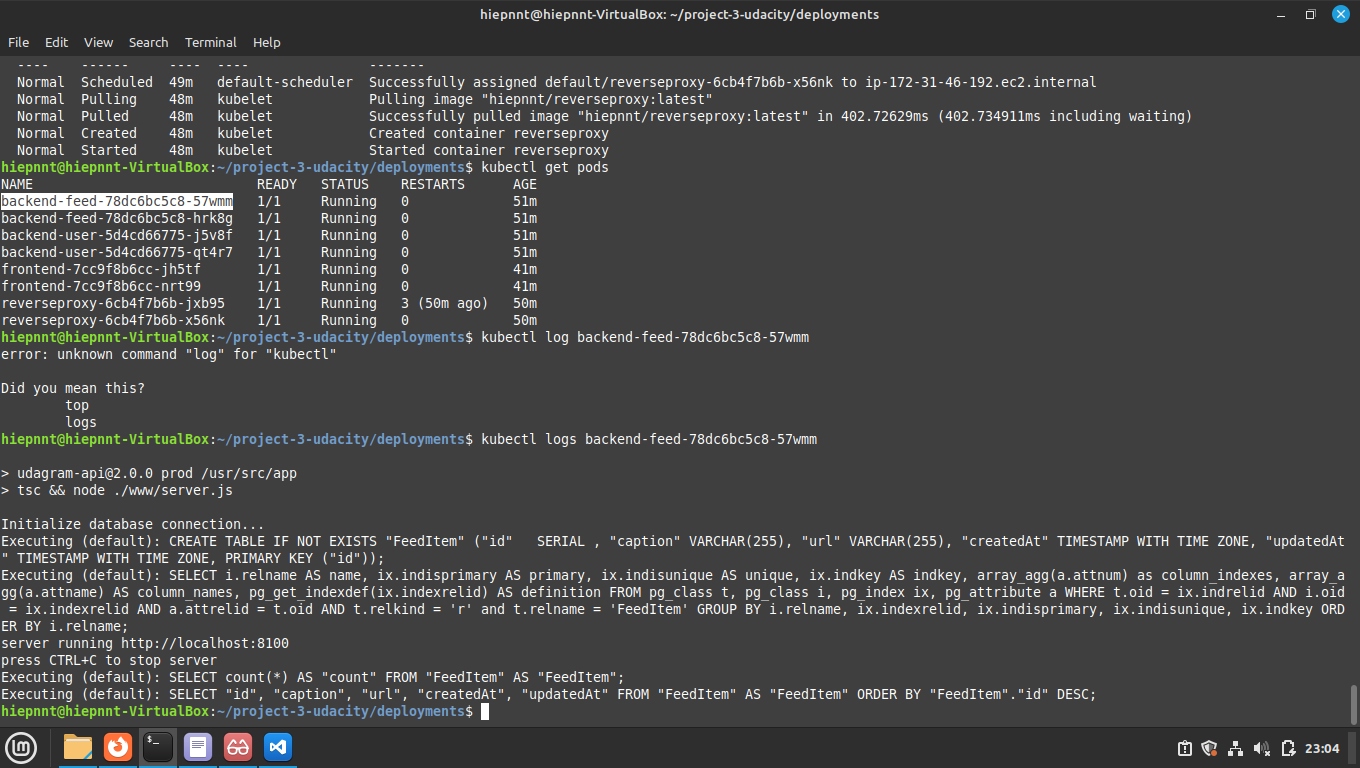 hiepnnt@hiepnnt-VirtualBox: ~/project-3-udacity/deployments
File Edit View Search Terminal Help
  ----    ------     ----  ----               -------
  Normal  Scheduled  49m   default-scheduler  Successfully assigned default/reverseproxy-6cb4f7b6b-x56nk to ip-172-31-46-192.ec2.internal
  Normal  Pulling    48m   kubelet            Pulling image "hiepnnt/reverseproxy:latest"
  Normal  Pulled     48m   kubelet            Successfully pulled image "hiepnnt/reverseproxy:latest" in 402.72629ms (402.734911ms including waiting)
  Normal  Created    48m   kubelet            Created container reverseproxy
  Normal  Started    48m   kubelet            Started container reverseproxy
hiepnnt@hiepnnt-VirtualBox:~/project-3-udacity/deployments$ kubectl get pods
NAME                            READY   STATUS    RESTARTS      AGE
backend-feed-78dc6bc5c8-57wmm   1/1     Running   0             51m
backend-feed-78dc6bc5c8-hrk8g   1/1     Running   0             51m
backend-user-5d4cd66775-j5v8f   1/1     Running   0             51m
backend-user-5d4cd66775-qt4r7   1/1     Running   0             51m
frontend-7cc9f8b6cc-jh5tf       1/1     Running   0             41m
frontend-7cc9f8b6cc-nrt99       1/1     Running   0             41m
reverseproxy-6cb4f7b6b-jxb95    1/1     Running   3 (50m ago)   50m
reverseproxy-6cb4f7b6b-x56nk    1/1     Running   0             50m
hiepnnt@hiepnnt-VirtualBox:~/project-3-udacity/deployments$ kubectl log backend-feed-78dc6bc5c8-57wmm
error: unknown command "log" for "kubectl"
Did you mean this?
        top
        logs
hiepnnt@hiepnnt-VirtualBox:~/project-3-udacity/deployments$ kubectl logs backend-feed-78dc6bc5c8-57wmm
> udagram-api@2.0.0 prod /usr/src/app
> tsc && node ./www/server.js
Initialize database connection...
Executing (default): CREATE TABLE IF NOT EXISTS "FeedItem" ("id"   SERIAL , "caption" VARCHAR(255), "url" VARCHAR(255), "createdAt" TIMESTAMP WITH TIME ZONE, "updatedAt
" TIMESTAMP WITH TIME ZONE, PRIMARY KEY ("id"));
Executing (default): SELECT i.relname AS name, ix.indisprimary AS primary, ix.indisunique AS unique, ix.indkey AS indkey, array_agg(a.attnum) as column_indexes, array_a
gg(a.attname) AS column_names, pg_get_indexdef(ix.indexrelid) AS definition FROM pg_class t, pg_class i, pg_index ix, pg_attribute a WHERE t.oid = ix.indrelid AND i.oid
 = ix.indexrelid AND a.attrelid = t.oid AND t.relkind = 'r' and t.relname = 'FeedItem' GROUP BY i.relname, ix.indexrelid, ix.indisprimary, ix.indisunique, ix.indkey ORD
ER BY i.relname;
server running http://localhost:8100
press CTRL+C to stop server
Executing (default): SELECT count(*) AS "count" FROM "FeedItem" AS "FeedItem";
Executing (default): SELECT "id", "caption", "url", "createdAt", "updatedAt" FROM "FeedItem" AS "FeedItem" ORDER BY "FeedItem"."id" DESC;
hiepnnt@hiepnnt-VirtualBox:~/project-3-udacity/deployments$
23:04